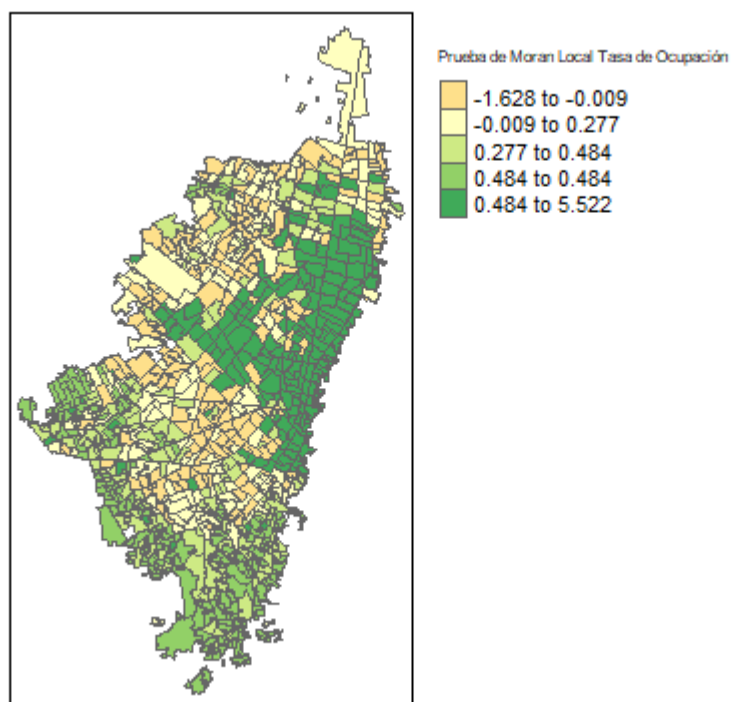 Prueba de Moran Local Tasa de Ocupación
-1.628 to -0.009
-0.009 to 0.277
0.277 to 0.484
0.484 to 0.484
0.484 to 5.522